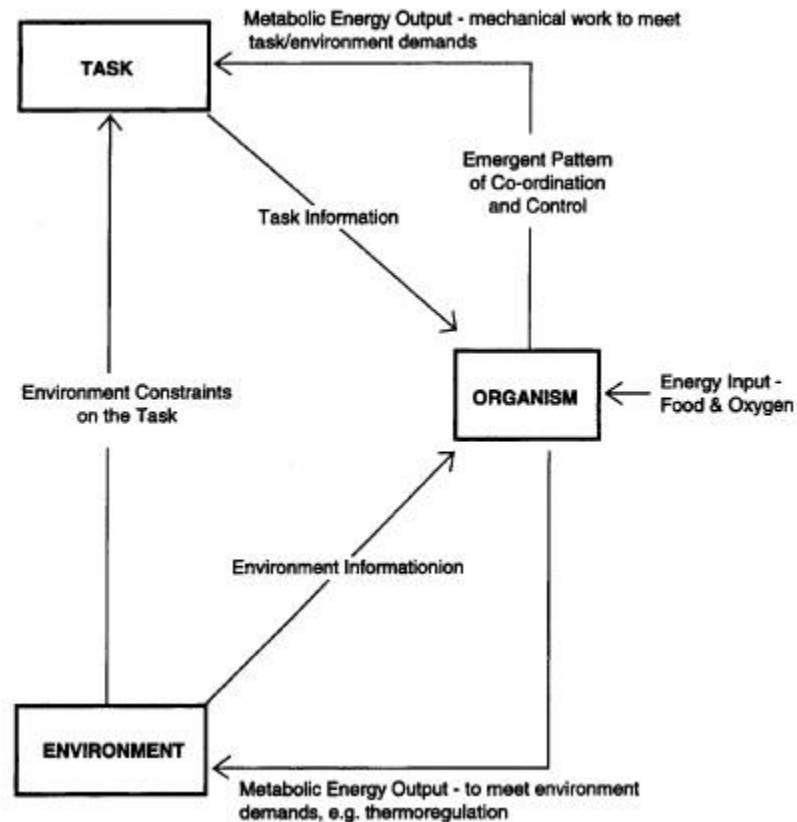 Metabolic Energy Output - mechanical work to meet
task/environment demands
TASK
Emergent Pattern
of Co-ordination
and Control
Task Information
Environment Constraints
on the Task
ORGANISM
Energy Input -
Food & Oxygen
Environment Informationion
ENVIRONMENT
Metabolic Energy Output - to meet environment
demands, e.g. thermoregulation